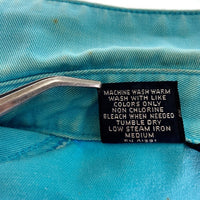 MACHINE WASH WARM
WASH WITH LIKE
COLORS ONLY
NON CHLORINE
BLEACH WHEN NEEDED
TUMBLE DRY
LOW STEAM IRON
MEDIUM